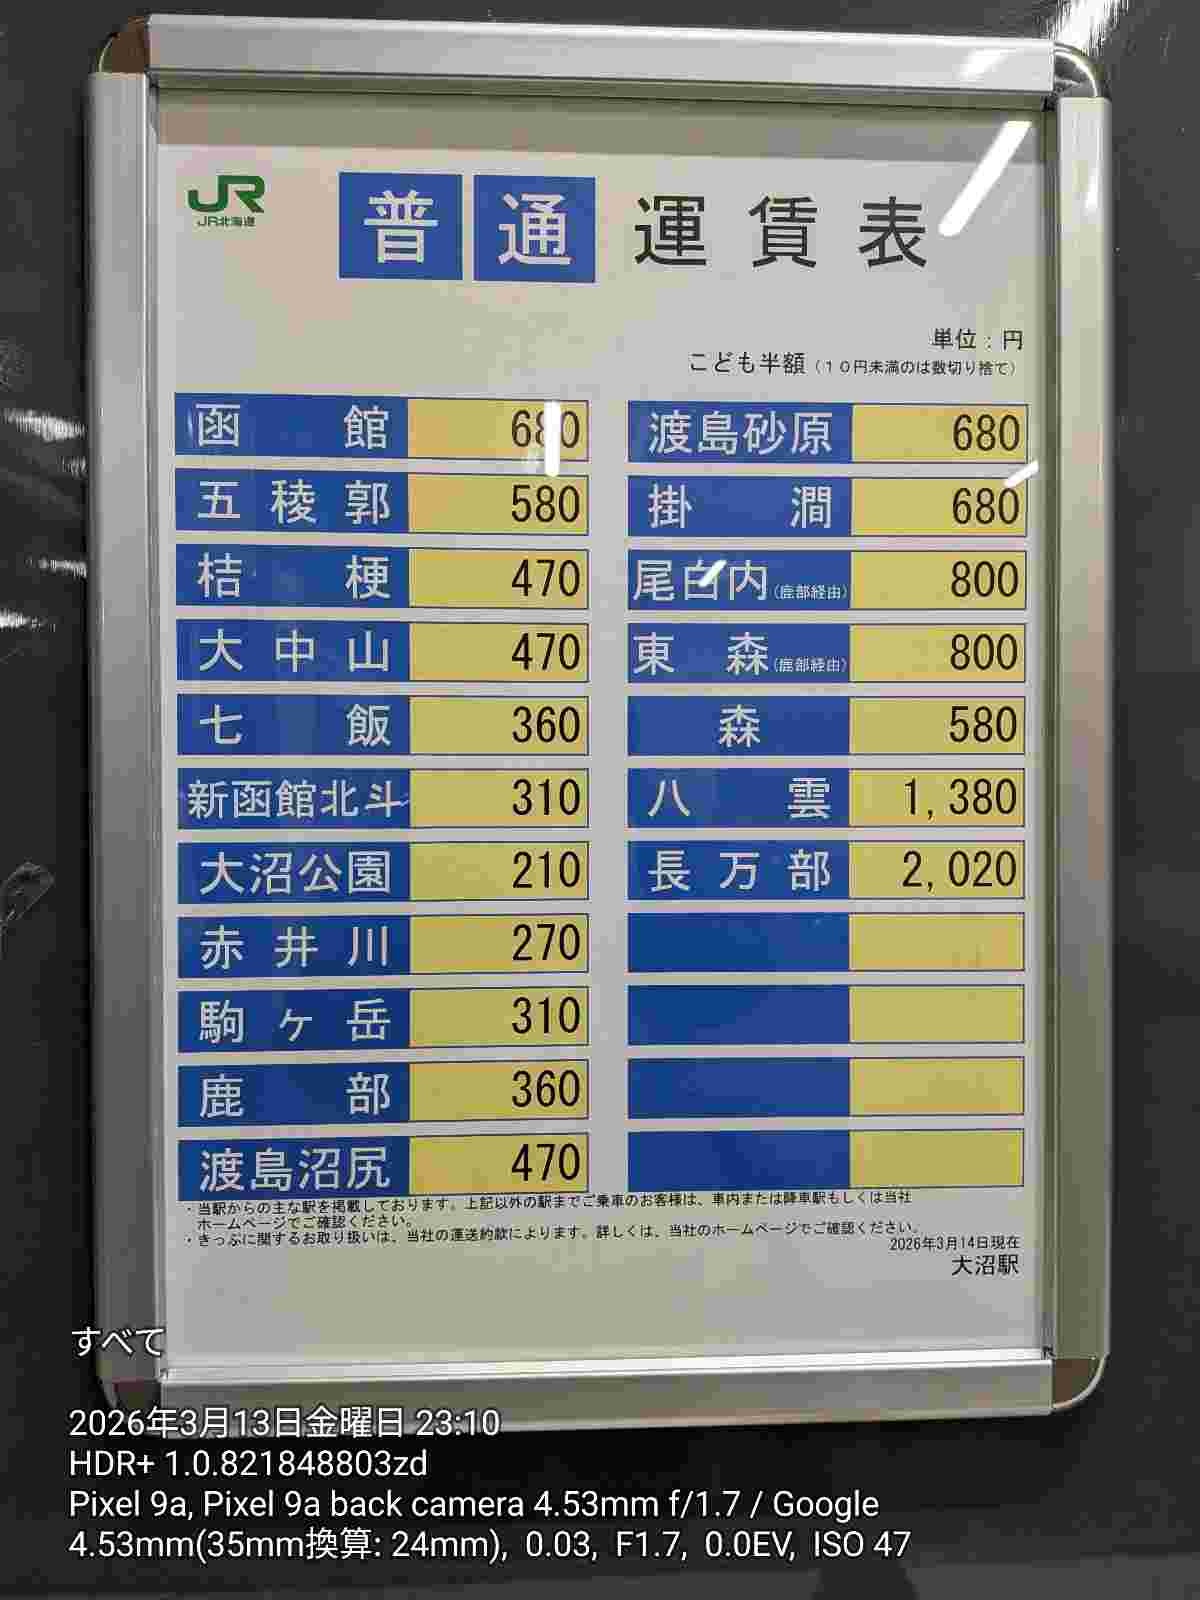 JR
JR北海道
普通運賃表
単位：円
こども半額（１０円未満のは数切り捨て）
函館 680
五稜郭 580
桔梗 470
大中山 470
七飯 360
新函館北斗 310
大沼公園 210
赤井川 270
駒ヶ岳 310
鹿部 360
渡島沼尻 470
渡島砂原 680
掛澗 680
尾白内(鹿部経由) 800
東森(鹿部経由) 800
森 580
八雲 1,380
長万部 2,020
・当駅からの主な駅を掲載しております。上記以外の駅までご乗車のお客様は、車内または降車駅もしくは当社
ホームページでご確認ください。
・きっぷに関するお取り扱いは、当社の運送約款によります。詳しくは、当社のホームページでご確認ください。
2026年3月14日現在
大沼駅
すべて
2026年3月13日金曜日 23:10
HDR+ 1.0.821848803zd
Pixel 9a, Pixel 9a back camera 4.53mm f/1.7 / Google
4.53mm(35mm換算: 24mm), 0.03, F1.7, 0.0EV, ISO 47